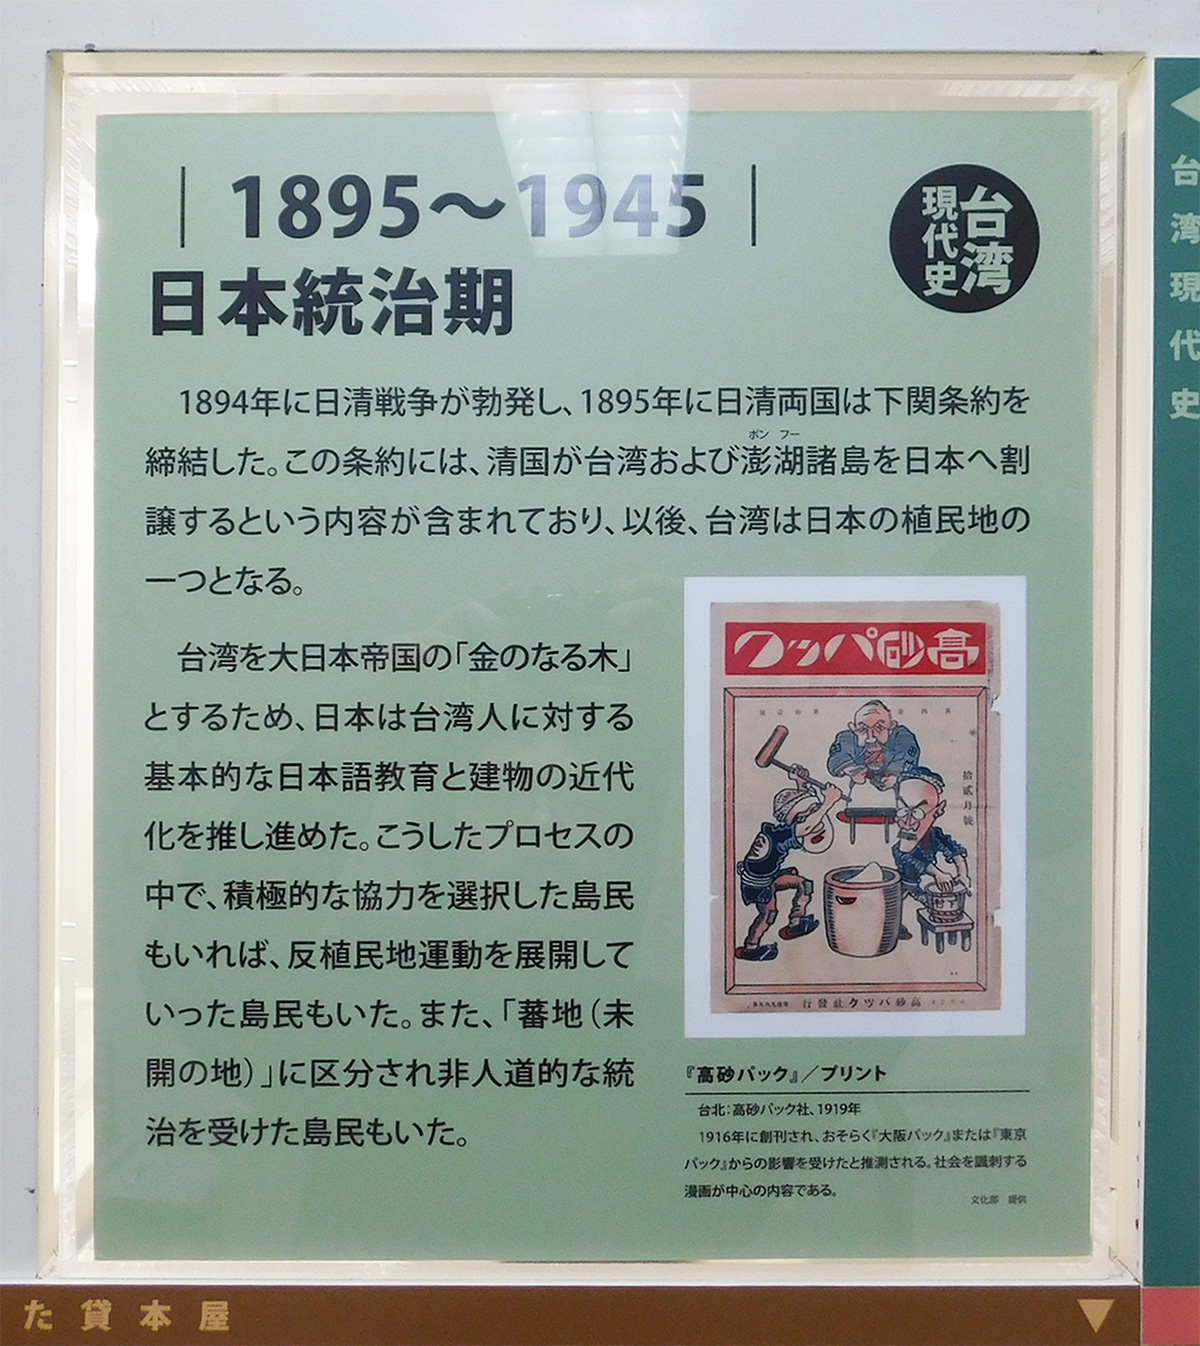 1895～1945
日本統治期
台湾
現代史
1894年に日清戦争が勃発し、1895年に日清両国は下関条約を
ポン フー
締結した。この条約には、清国が台湾および澎湖諸島を日本へ割
譲するという内容が含まれており、以後、台湾は日本の植民地の
一つとなる。
台湾を大日本帝国の「金のなる木」
とするため、日本は台湾人に対する
基本的な日本語教育と建物の近代
化を推し進めた。こうしたプロセスの
中で、積極的な協力を選択した島民
もいれば、反植民地運動を展開して
いった島民もいた。また、「蕃地（未
開の地）」に区分され非人道的な統
治を受けた島民もいた。
高砂パック
拾貳月號
行發社クツパ砂高
『高砂パック』／プリント
台北：高砂パック社、1919年
1916年に創刊され、おそらく『大阪パック』または『東京
パック』からの影響を受けたと推測される。社会を諷刺する
漫画が中心の内容である。
文化部 提供
台湾現代史
た貸本屋